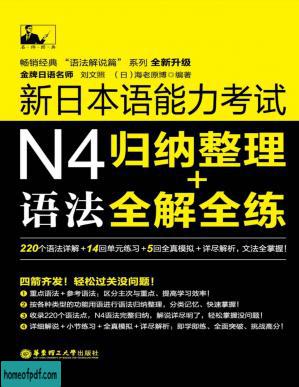 名师经典
畅销经典“语法解说篇”系列 全新升级
金牌日语名师 刘文照 (日)海老原博 编著
新日本语能力考试
N4 归纳整理
+
语法 全解全练
220个语法详解+14回单元练习+5回全真模拟+详尽解析，文法全掌握！
四箭齐发！轻松过关没问题！
① 重点语法+参考语法：区分主次与重点，提高学习效率！
② 按各种类型的功能用语进行语法归纳整理，分类记忆，快速掌握！
③ 收录220个语法点，N4语法完整归纳，解说详尽明了，轻松掌握没问题！
④ 详细解说+小节练习+全真模拟+详尽解析，即学即练，全面突破、挑战高分！
华东理工大学出版社
homeofpdf.com